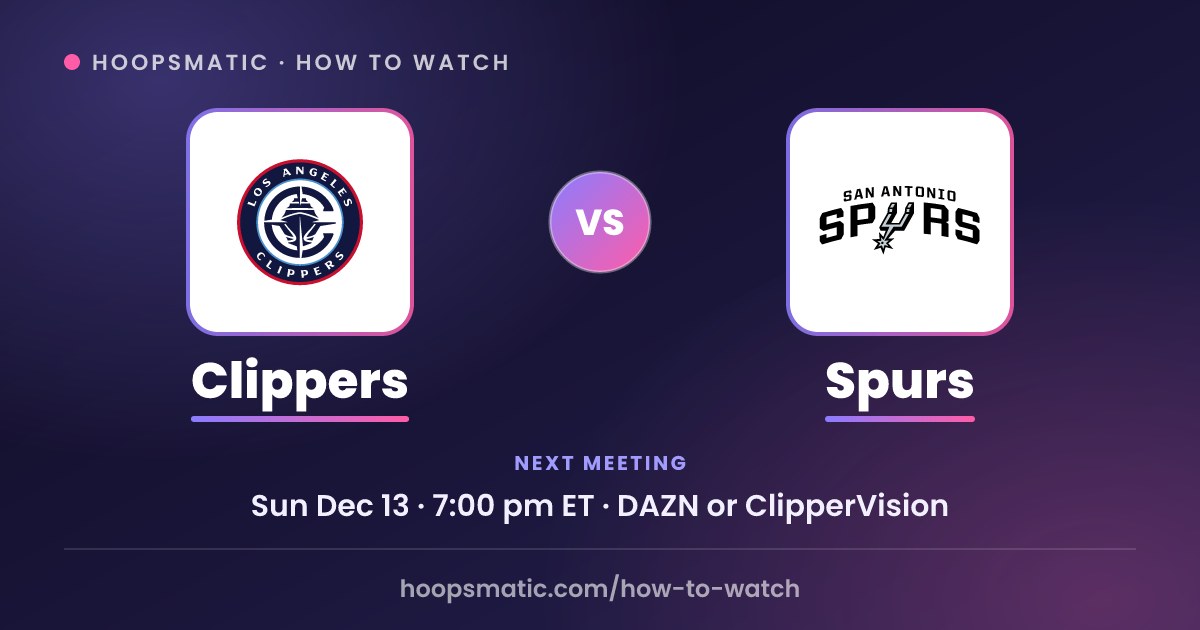 HOOPSMATIC · HOW TO WATCH
LOS ANGELES
CLIPPERS
VS
SAN ANTONIO
SPURS
Clippers
Spurs
NEXT MEETING
Sun Dec 13 · 7:00 pm ET · DAZN or ClipperVision
hoopsmatic.com/how-to-watch